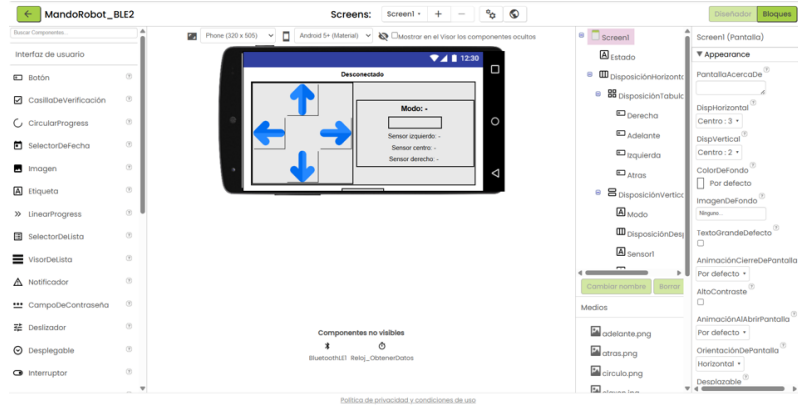 MandoRobot_BLE2
Screens:
Screen1
Diseñador
Bloques
Buscar Componentes...
Interfaz de usuario
Botón
CasillaDeVerificación
CircularProgress
SelectorDeFecha
Imagen
Etiqueta
LinearProgress
SelectorDeLista
VisorDeLista
Notificador
CampoDeContraseña
Deslizador
Desplegable
Interruptor
Phone (320 x 505)
Android 5+ (Material)
Mostrar en el Visor los componentes ocultos
12:30
Desconectado
Modo: -
Sensor izquierdo: -
Sensor centro: -
Sensor derecho: -
Componentes no visibles
BluetoothLE1
Reloj_ObtenerDatos
Screen1
Estado
DisposiciónHorizont
DisposiciónTabula
Derecha
Adelante
Izquierda
Atras
DisposiciónVertica
Modo
DisposiciónDesp
Sensor1
Cambiar nombre
Borrar
Medios
adelante.png
atras.png
circulo.png
Screen1 (Pantalla)
Appearance
PantallaAcercaDe
DispHorizontal
Centro : 3
DispVertical
Centro : 2
ColorDeFondo
Por defecto
ImagenDeFondo
Ninguno...
TextoGrandeDefecto
AnimaciónCierreDePantalla
Por defecto
AltoContraste
AnimaciónAlAbrirPantalla
Por defecto
OrientaciónDePantalla
Horizontal
Desplazable
Política de privacidad y condiciones de uso